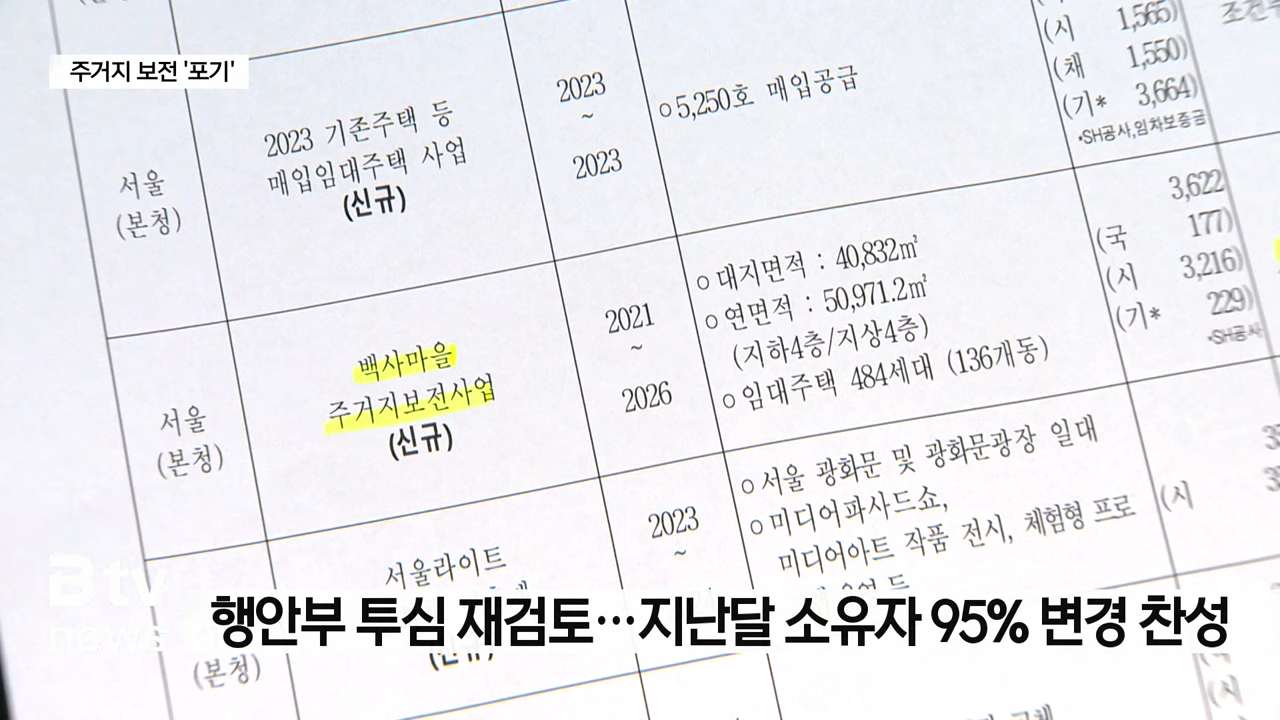 주거지 보전 '포기'
(시 1,565)
(채 1,550)
(기* 3,664)
*SH공사,임차보증금
서울
(본청)
2023 기존주택 등
매입임대주택 사업
(신규)
2023
~
2023
○5,250호 매입공급
서울
(본청)
백사마을
주거지보전사업
(신규)
2021
~
2026
○ 대지면적 : 40,832㎡
○ 연면적 : 50,971.2㎡
(지하4층/지상4층)
○ 임대주택 484세대 (136개동)
3,622
(국 177)
(시 3,216)
(기* 229)
*SH공사
서울라이트
2023
~
○ 서울 광화문 및 광화문광장 일대
○ 미디어파사드쇼,
미디어아트 작품 전시, 체험형 프로
(시
(본청)
(신규)
B tv
news
행안부 투심 재검토…지난달 소유자 95% 변경 찬성